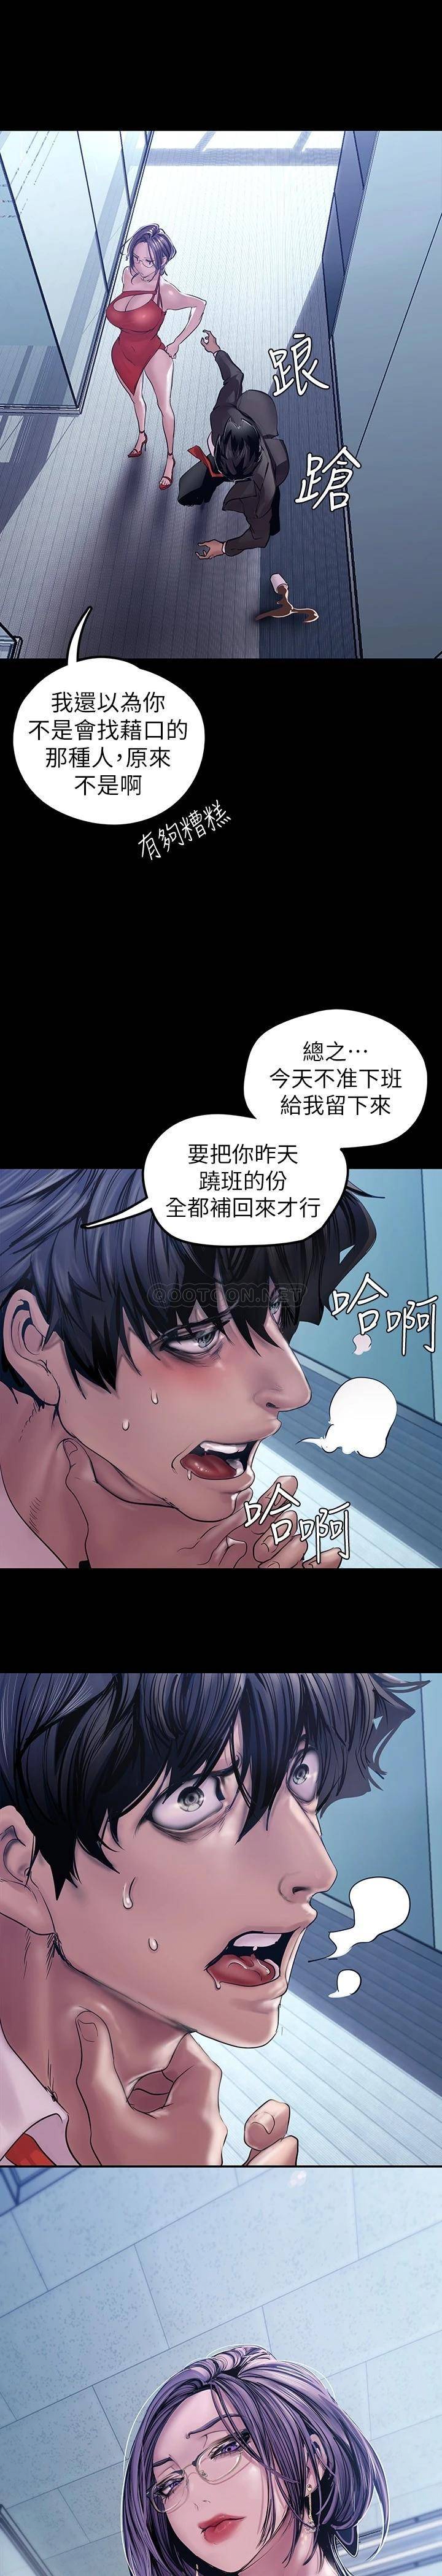 踉
蹌
我還以為你
不是會找藉口的
那種人,原來
不是啊
有夠糟糕
總之…
今天不准下班
給我留下來
要把你昨天
蹺班的份
全都補回來才行
QOOTOON.NET
哈啊
哈啊